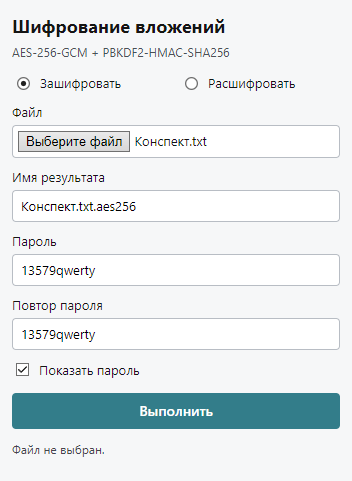 Шифрование вложений
AES-256-GCM + PBKDF2-HMAC-SHA256
Зашифровать Расшифровать
Файл
Выберите файл Конспект.txt
Имя результата
Конспект.txt.aes256
Пароль
13579qwerty
Повтор пароля
13579qwerty
Показать пароль
Выполнить
Файл не выбран.